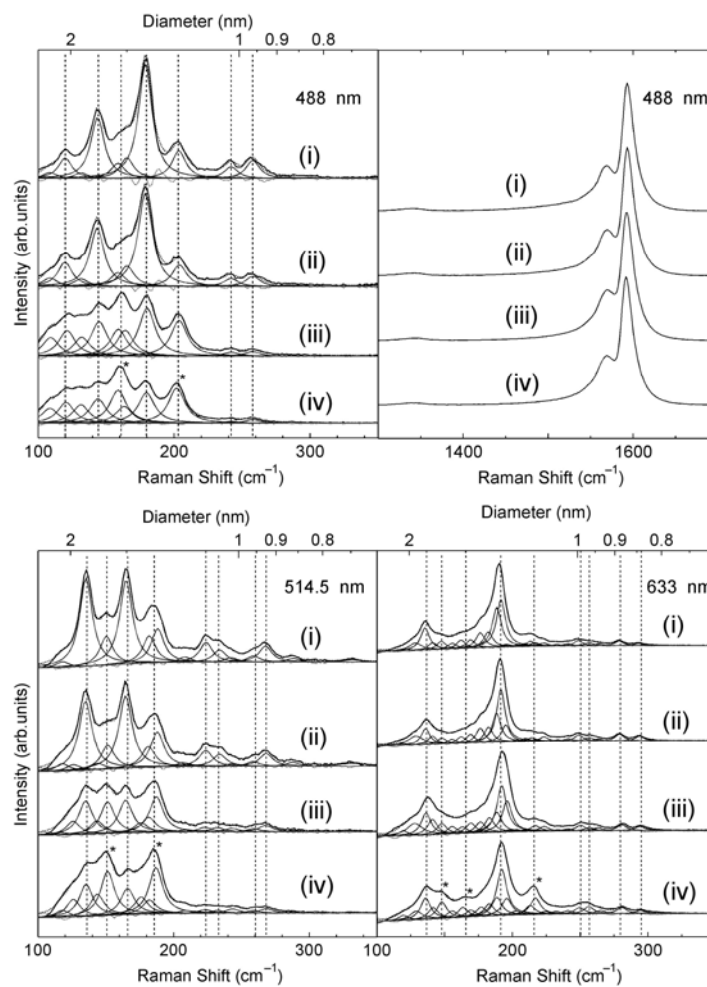 Diameter (nm)
2 1 0.9 0.8
488 nm
(i)
(ii)
(iii)
* *
(iv)
100 200 300
Raman Shift (cm⁻¹)
Intensity (arb.units)
488 nm
(i)
(ii)
(iii)
(iv)
1400 1600
Raman Shift (cm⁻¹)
Diameter (nm)
2 1 0.9 0.8
514.5 nm
(i)
(ii)
(iii)
* *
(iv)
100 200 300
Raman Shift (cm⁻¹)
Intensity (arb.units)
Diameter (nm)
2 1 0.9 0.8
633 nm
(i)
(ii)
(iii)
* * *
(iv)
100 200 300
Raman Shift (cm⁻¹)